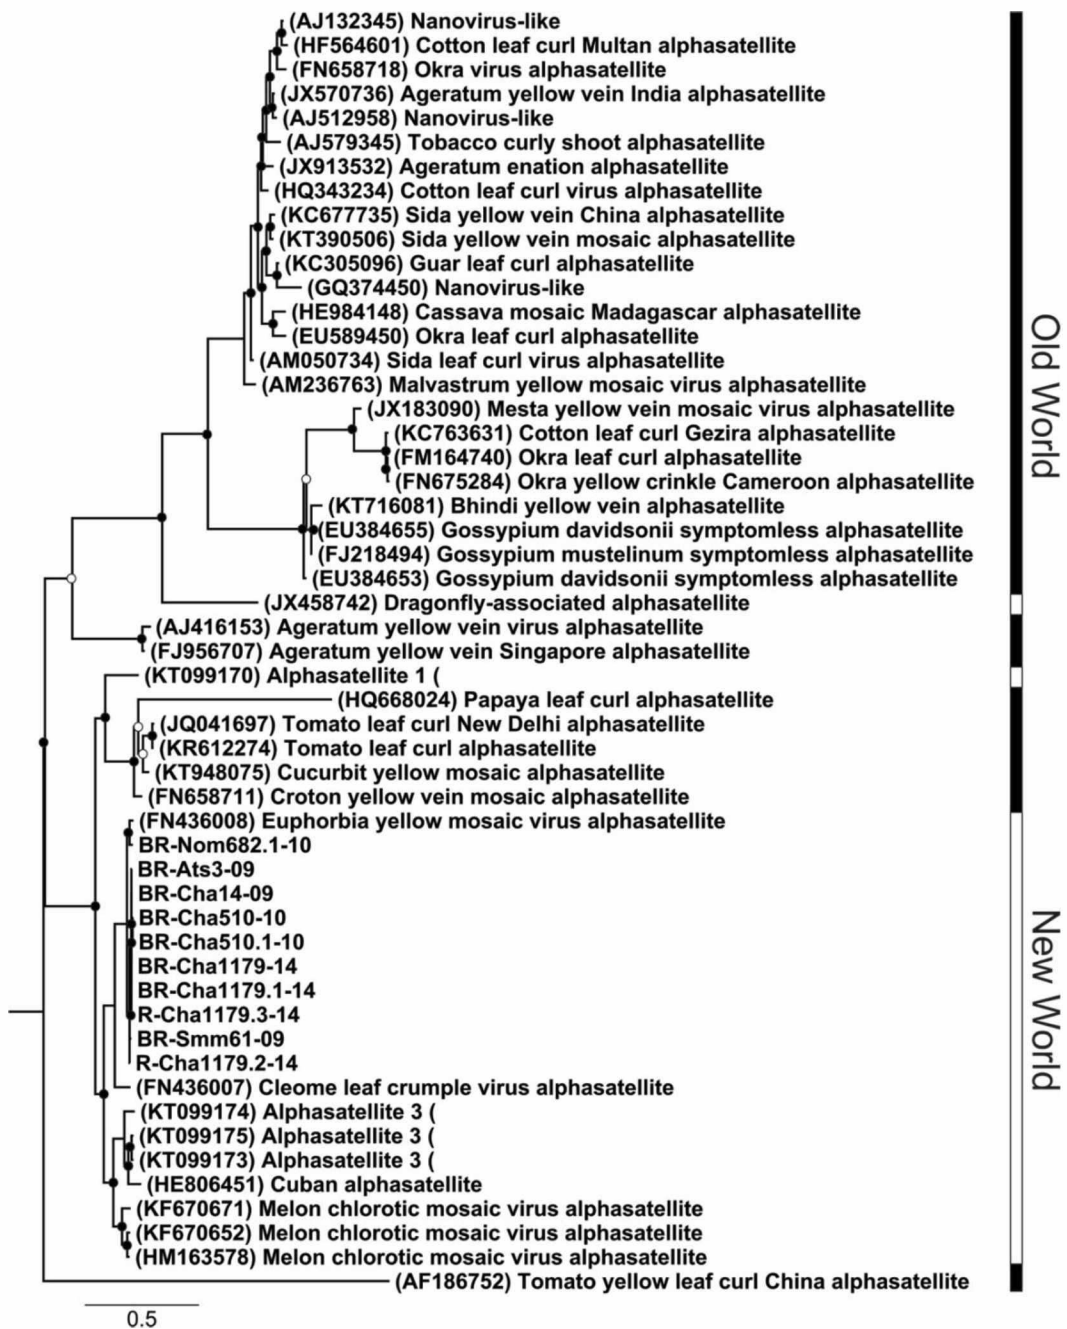 (AJ132345) Nanovirus-like
(HF564601) Cotton leaf curl Multan alphasatellite
(FN658718) Okra virus alphasatellite
(JX570736) Ageratum yellow vein India alphasatellite
(AJ512958) Nanovirus-like
(AJ579345) Tobacco curly shoot alphasatellite
(JX913532) Ageratum enation alphasatellite
(HQ343234) Cotton leaf curl virus alphasatellite
(KC677735) Sida yellow vein China alphasatellite
(KT390506) Sida yellow vein mosaic alphasatellite
(KC305096) Guar leaf curl alphasatellite
(GQ374450) Nanovirus-like
(HE984148) Cassava mosaic Madagascar alphasatellite
(EU589450) Okra leaf curl alphasatellite
(AM050734) Sida leaf curl virus alphasatellite
(AM236763) Malvastrum yellow mosaic virus alphasatellite
(JX183090) Mesta yellow vein mosaic virus alphasatellite
(KC763631) Cotton leaf curl Gezira alphasatellite
(FM164740) Okra leaf curl alphasatellite
(FN675284) Okra yellow crinkle Cameroon alphasatellite
(KT716081) Bhindi yellow vein alphasatellite
(EU384655) Gossypium davidsonii symptomless alphasatellite
(FJ218494) Gossypium mustelinum symptomless alphasatellite
(EU384653) Gossypium davidsonii symptomless alphasatellite
(JX458742) Dragonfly-associated alphasatellite
(AJ416153) Ageratum yellow vein virus alphasatellite
(FJ956707) Ageratum yellow vein Singapore alphasatellite
(KT099170) Alphasatellite 1 (
(HQ668024) Papaya leaf curl alphasatellite
(JQ041697) Tomato leaf curl New Delhi alphasatellite
(KR612274) Tomato leaf curl alphasatellite
(KT948075) Cucurbit yellow mosaic alphasatellite
(FN658711) Croton yellow vein mosaic alphasatellite
(FN436008) Euphorbia yellow mosaic virus alphasatellite
BR-Nom682.1-10
BR-Ats3-09
BR-Cha14-09
BR-Cha510-10
BR-Cha510.1-10
BR-Cha1179-14
BR-Cha1179.1-14
R-Cha1179.3-14
BR-Smm61-09
R-Cha1179.2-14
(FN436007) Cleome leaf crumple virus alphasatellite
(KT099174) Alphasatellite 3 (
(KT099175) Alphasatellite 3 (
(KT099173) Alphasatellite 3 (
(HE806451) Cuban alphasatellite
(KF670671) Melon chlorotic mosaic virus alphasatellite
(KF670652) Melon chlorotic mosaic virus alphasatellite
(HM163578) Melon chlorotic mosaic virus alphasatellite
(AF186752) Tomato yellow leaf curl China alphasatellite
0.5
Old World
New World